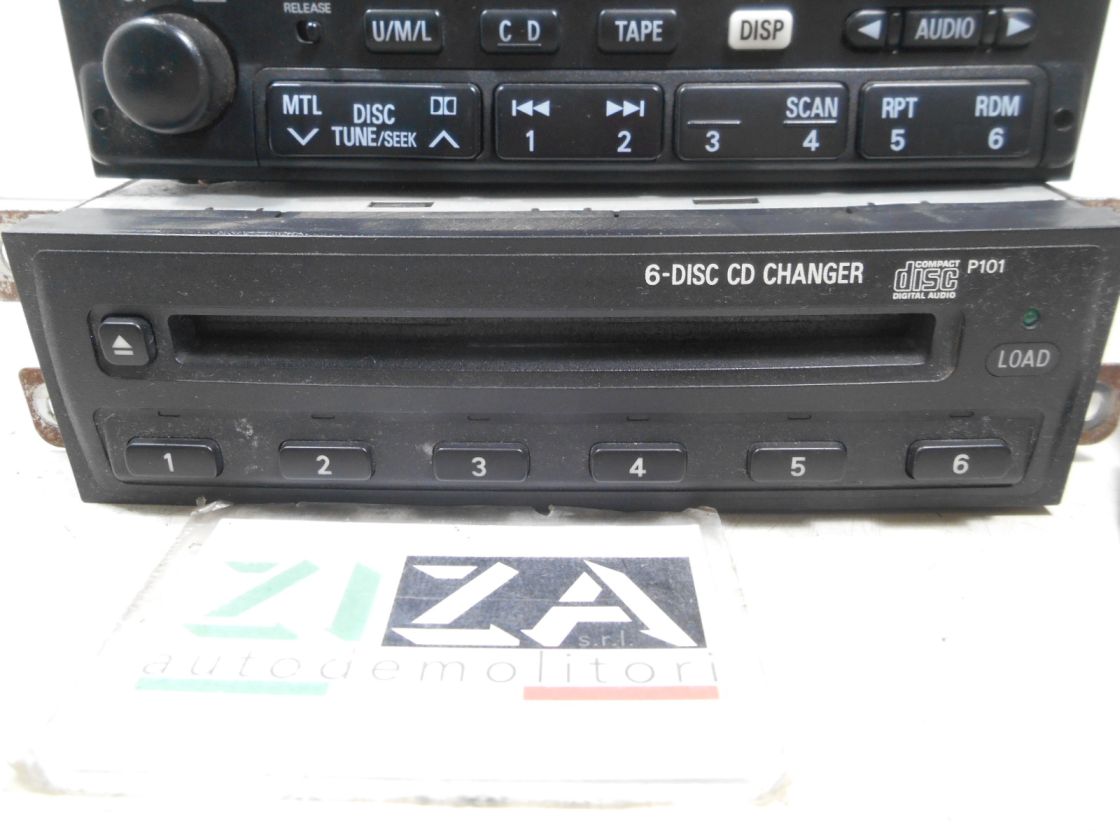 RELEASE
U/M/L CD TAPE DISP AUDIO
MTL DISC TUNE/SEEK
1 2 3 SCAN 4 RPT 5 RDM 6
6-DISC CD CHANGER COMPACT disc DIGITAL AUDIO P101
LOAD
1 2 3 4 5 6
ZIZA
s.r.l.
autodemolitori